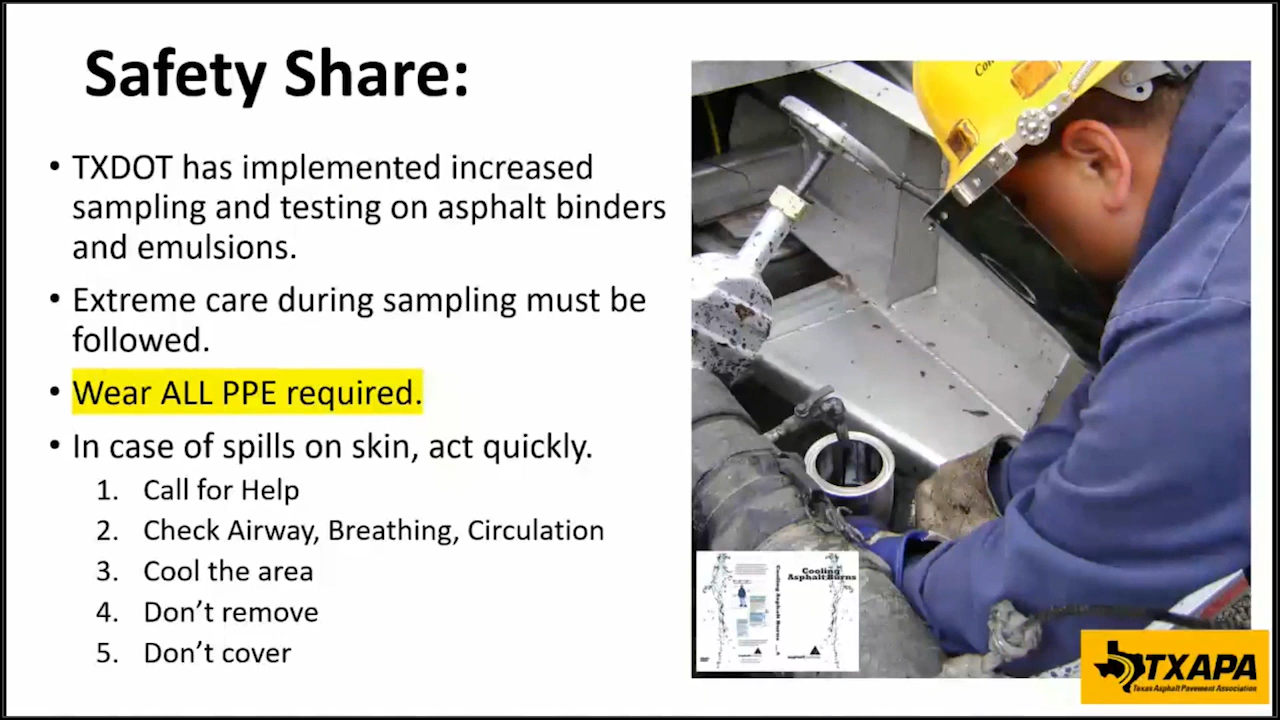 Safety Share:
• TXDOT has implemented increased
sampling and testing on asphalt binders
and emulsions.
• Extreme care during sampling must be
followed.
• Wear ALL PPE required.
• In case of spills on skin, act quickly.
1. Call for Help
2. Check Airway, Breathing, Circulation
3. Cool the area
4. Don’t remove
5. Don’t cover
Cooling
Asphalt Burns
Cooling Asphalt Burns
TXAPA
Texas Asphalt Pavement Association